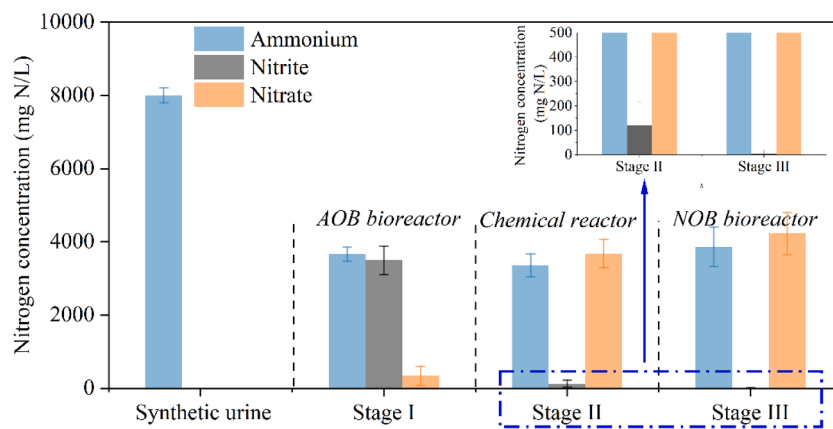 10000
8000
6000
4000
2000
0
Nitrogen concentration (mg N/L)
Ammonium
Nitrite
Nitrate
500
400
300
200
100
0
Nitrogen concentration
(mg N/L)
Stage II
Stage III
AOB bioreactor
Chemical reactor
NOB bioreactor
Synthetic urine
Stage I
Stage II
Stage III